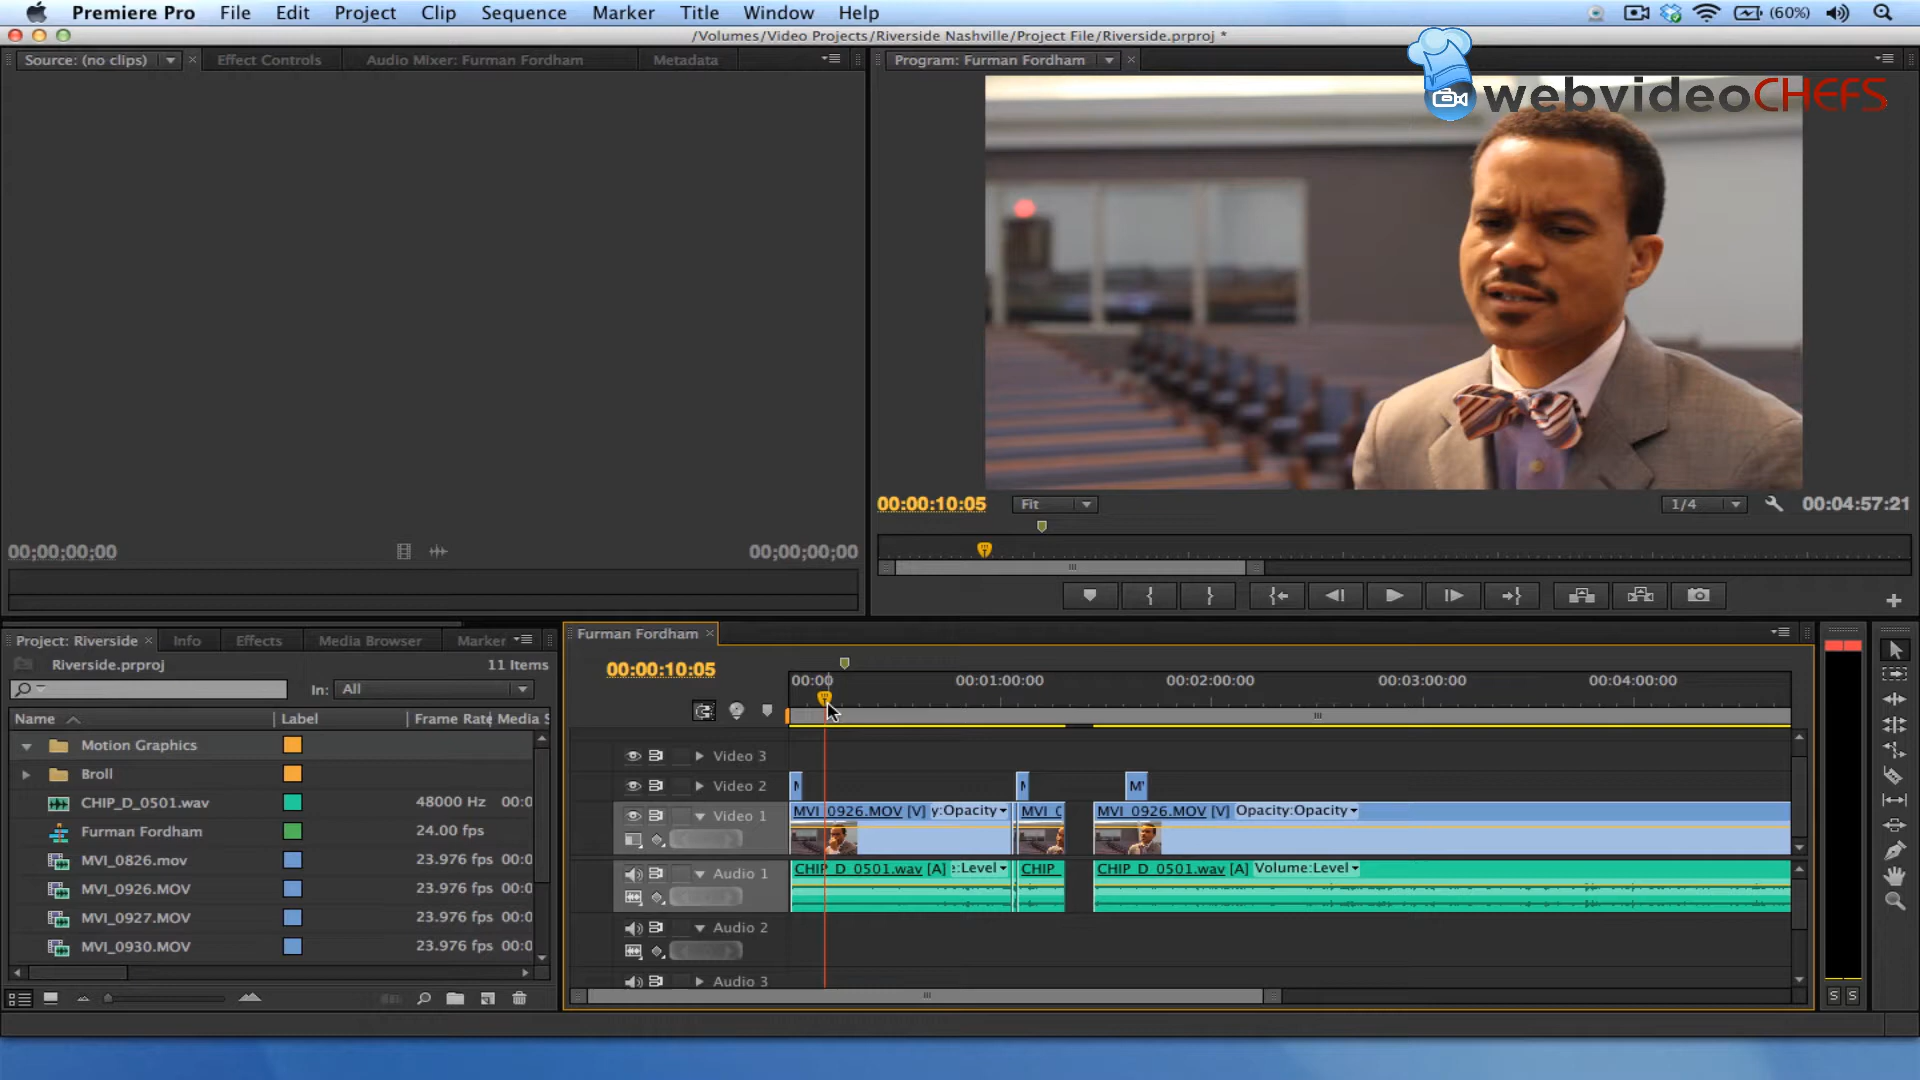 Premiere Pro File Edit Project Clip Sequence Marker Title Window Help (60%)
/Volumes/Video Projects/Riverside Nashville/Project File/Riverside.prproj *
Source: (no clips) Effect Controls Audio Mixer: Furman Fordham Metadata
Program: Furman Fordham
webvideoCHEFS
00:00:10:05 Fit 1/4 00:04:57:21
00;00;00;00 00;00;00;00
Project: Riverside Info Effects Media Browser Marker
Riverside.prproj 11 Items
In: All
Name Label Frame Rate Media S
Motion Graphics
Broll
CHIP_D_0501.wav 48000 Hz 00:0
Furman Fordham 24.00 fps
MVI_0826.mov 23.976 fps 00:0
MVI_0926.MOV 23.976 fps 00:0
MVI_0927.MOV 23.976 fps 00:0
MVI_0930.MOV 23.976 fps 00:0
Furman Fordham
00:00:10:05
00:00 00:01:00:00 00:02:00:00 00:03:00:00 00:04:00:00
Video 3
Video 2 M'
Video 1 MVI_0926.MOV [V] y:Opacity MVI_0 MVI_0926.MOV [V] Opacity:Opacity
Audio 1 CHIP_D_0501.wav [A] e:Level CHIP_ CHIP_D_0501.wav [A] Volume:Level
Audio 2
Audio 3
S S